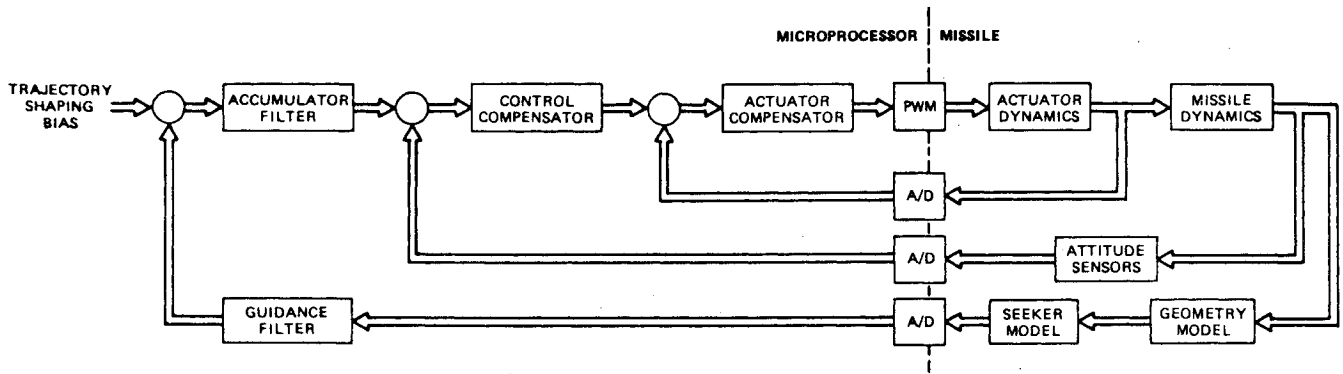 MICROPROCESSOR MISSILE
TRAJECTORY
SHAPING
BIAS
ACCUMULATOR
FILTER
CONTROL
COMPENSATOR
ACTUATOR
COMPENSATOR
PWM
ACTUATOR
DYNAMICS
MISSILE
DYNAMICS
A/D
A/D
ATTITUDE
SENSORS
GUIDANCE
FILTER
A/D
SEEKER
MODEL
GEOMETRY
MODEL